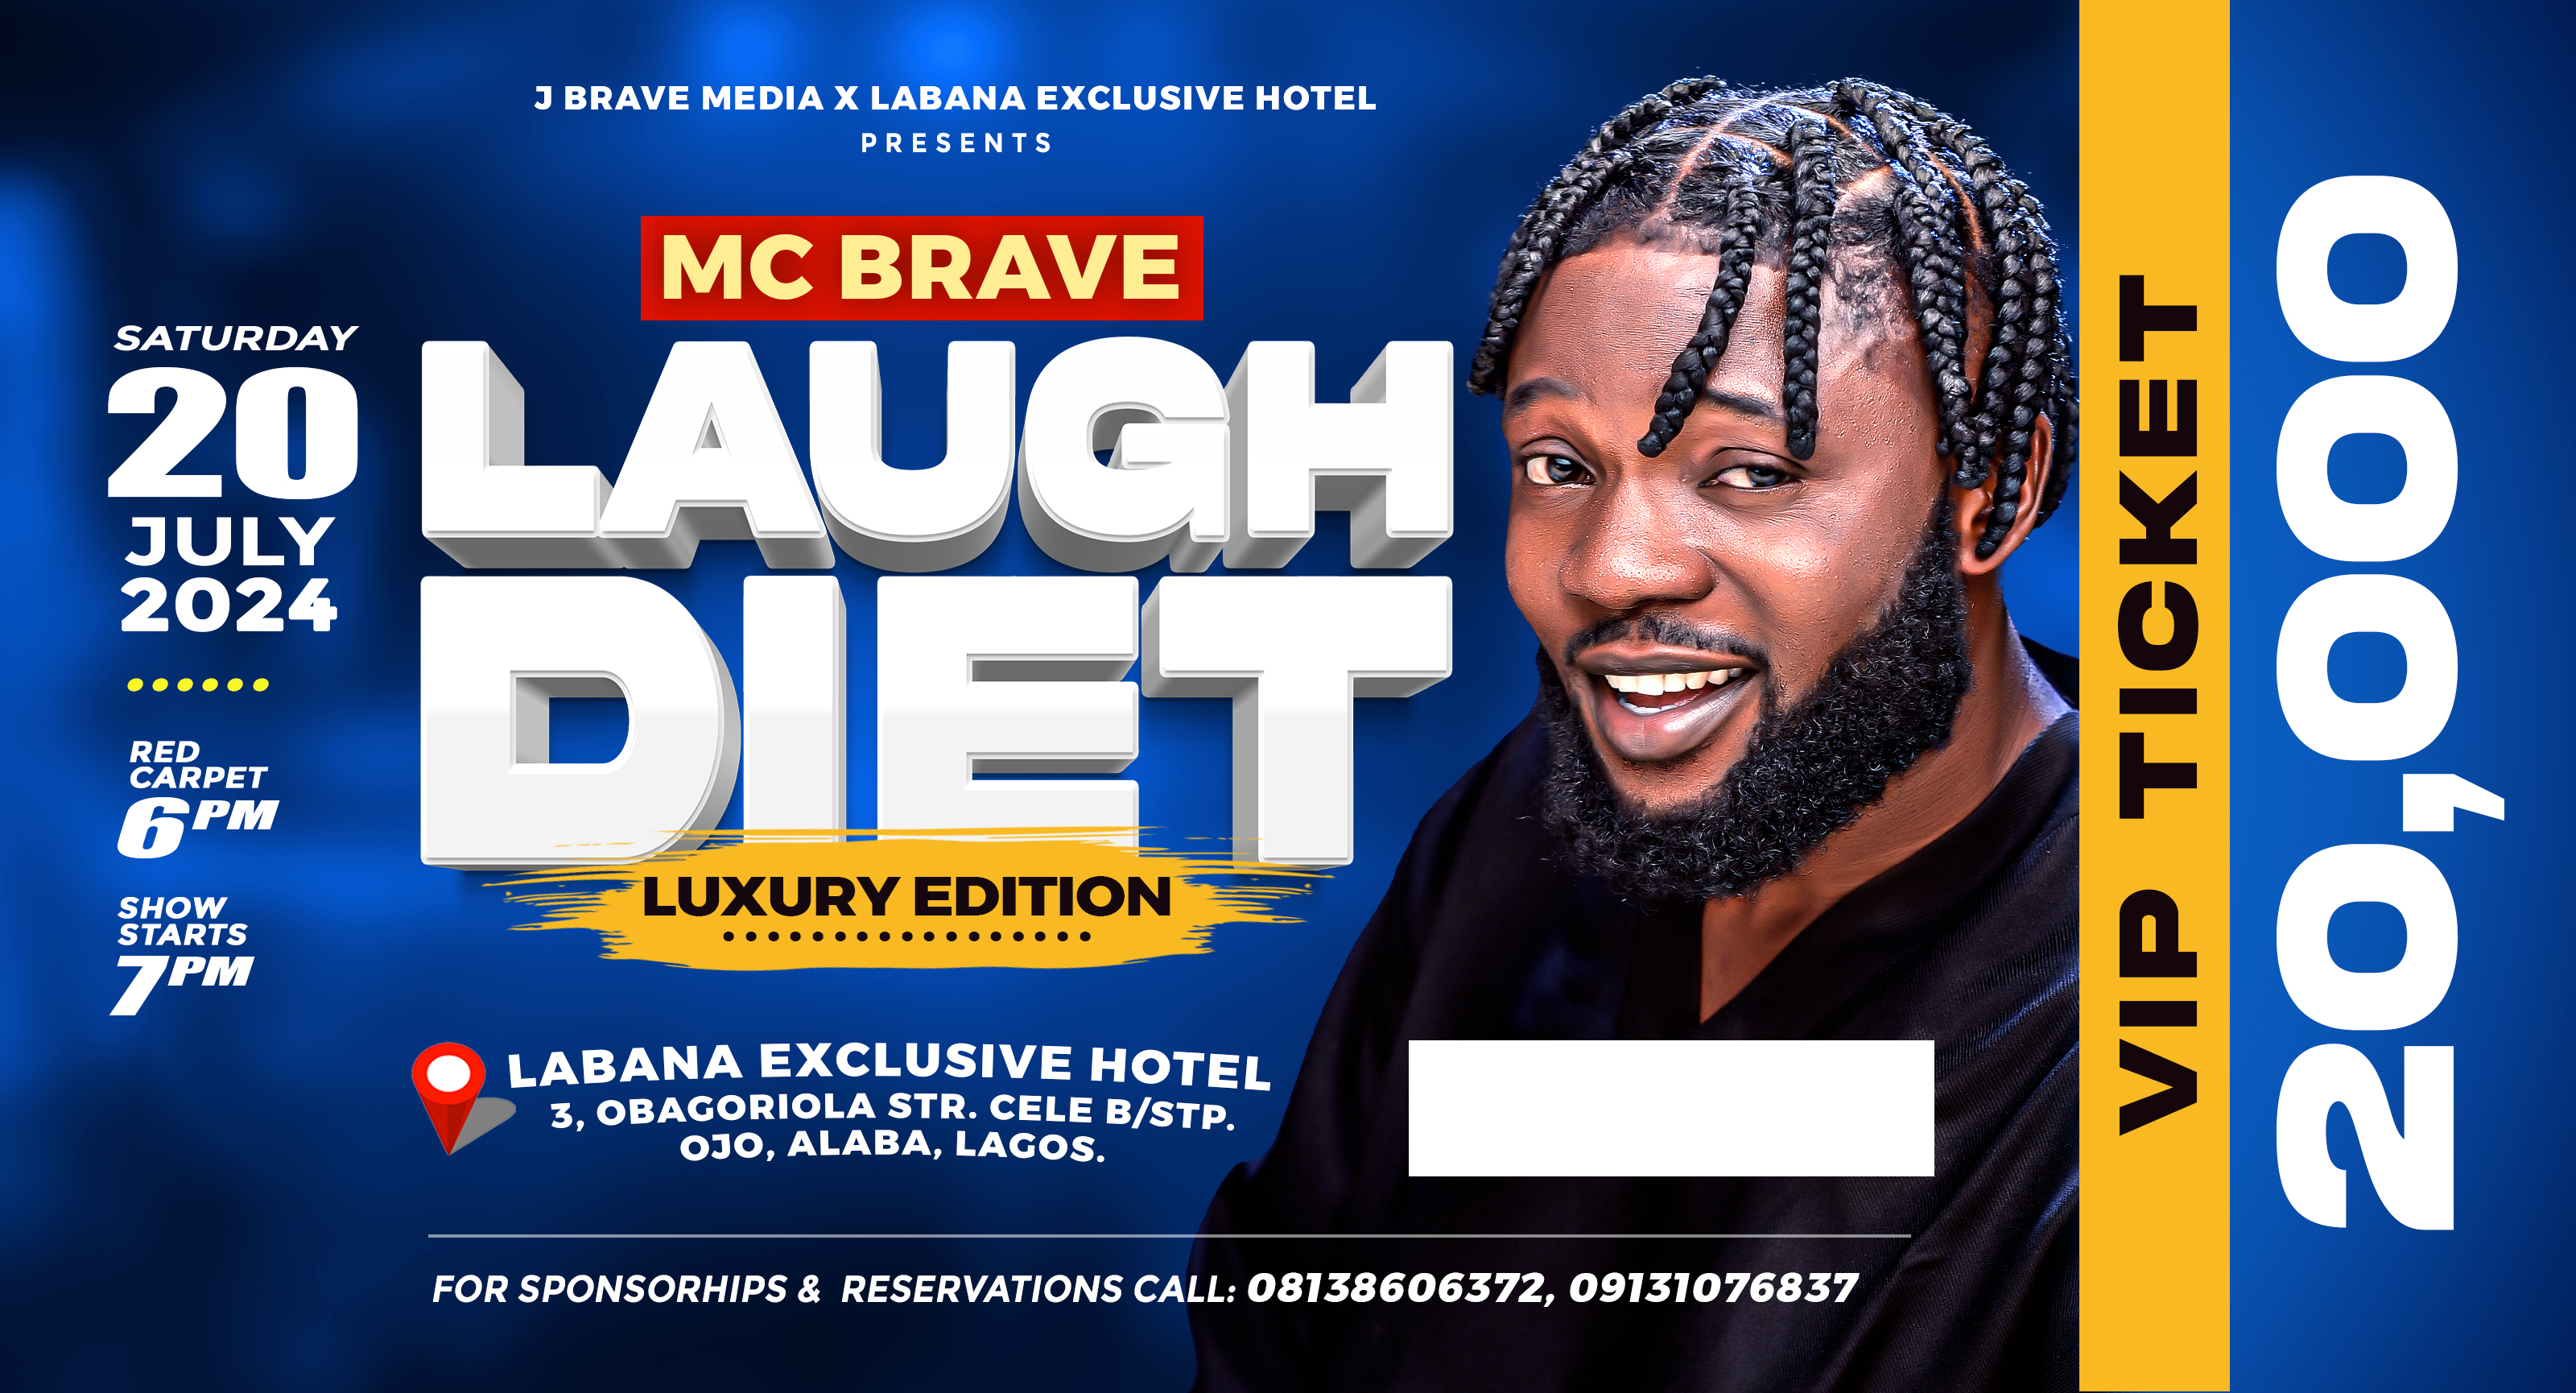 J BRAVE MEDIA X LABANA EXCLUSIVE HOTEL
PRESENTS
MC BRAVE
LAUGH
DIET
LUXURY EDITION
SATURDAY
20
JULY
2024
RED
CARPET
6PM
SHOW
STARTS
7PM
LABANA EXCLUSIVE HOTEL
3, OBAGORIOLA STR. CELE B/STP.
OJO, ALABA, LAGOS.
FOR SPONSORHIPS & RESERVATIONS CALL: 08138606372, 09131076837
VIP TICKET
20,000